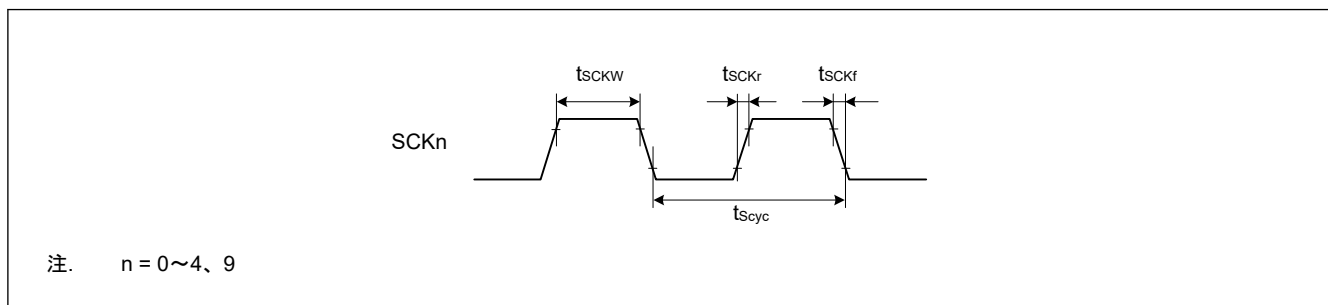 tSCKW tSCKr tSCKf
SCKn
tScyc
注. n = 0～4、9